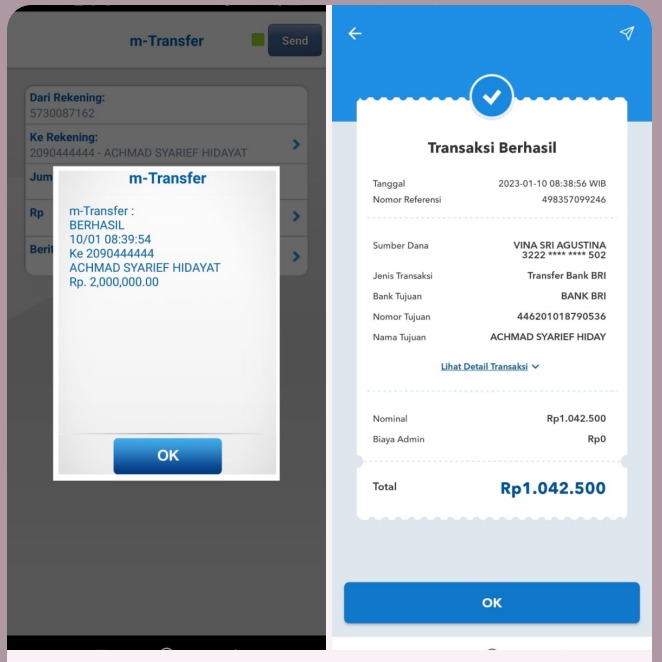 m-Transfer
Send
Dari Rekening:
5730087162
Ke Rekening:
2090444444 - ACHMAD SYARIEF HIDAYAT
Jum
Rp
Berit
m-Transfer
m-Transfer :
BERHASIL
10/01 08:39:54
Ke 2090444444
ACHMAD SYARIEF HIDAYAT
Rp. 2,000,000.00
OK
Transaksi Berhasil
Tanggal 2023-01-10 08:38:56 WIB
Nomor Referensi 498357099246
Sumber Dana VINA SRI AGUSTINA
3222 **** **** 502
Jenis Transaksi Transfer Bank BRI
Bank Tujuan BANK BRI
Nomor Tujuan 446201018790536
Nama Tujuan ACHMAD SYARIEF HIDAY
Lihat Detail Transaksi
Nominal Rp1.042.500
Biaya Admin Rp0
Total Rp1.042.500
OK